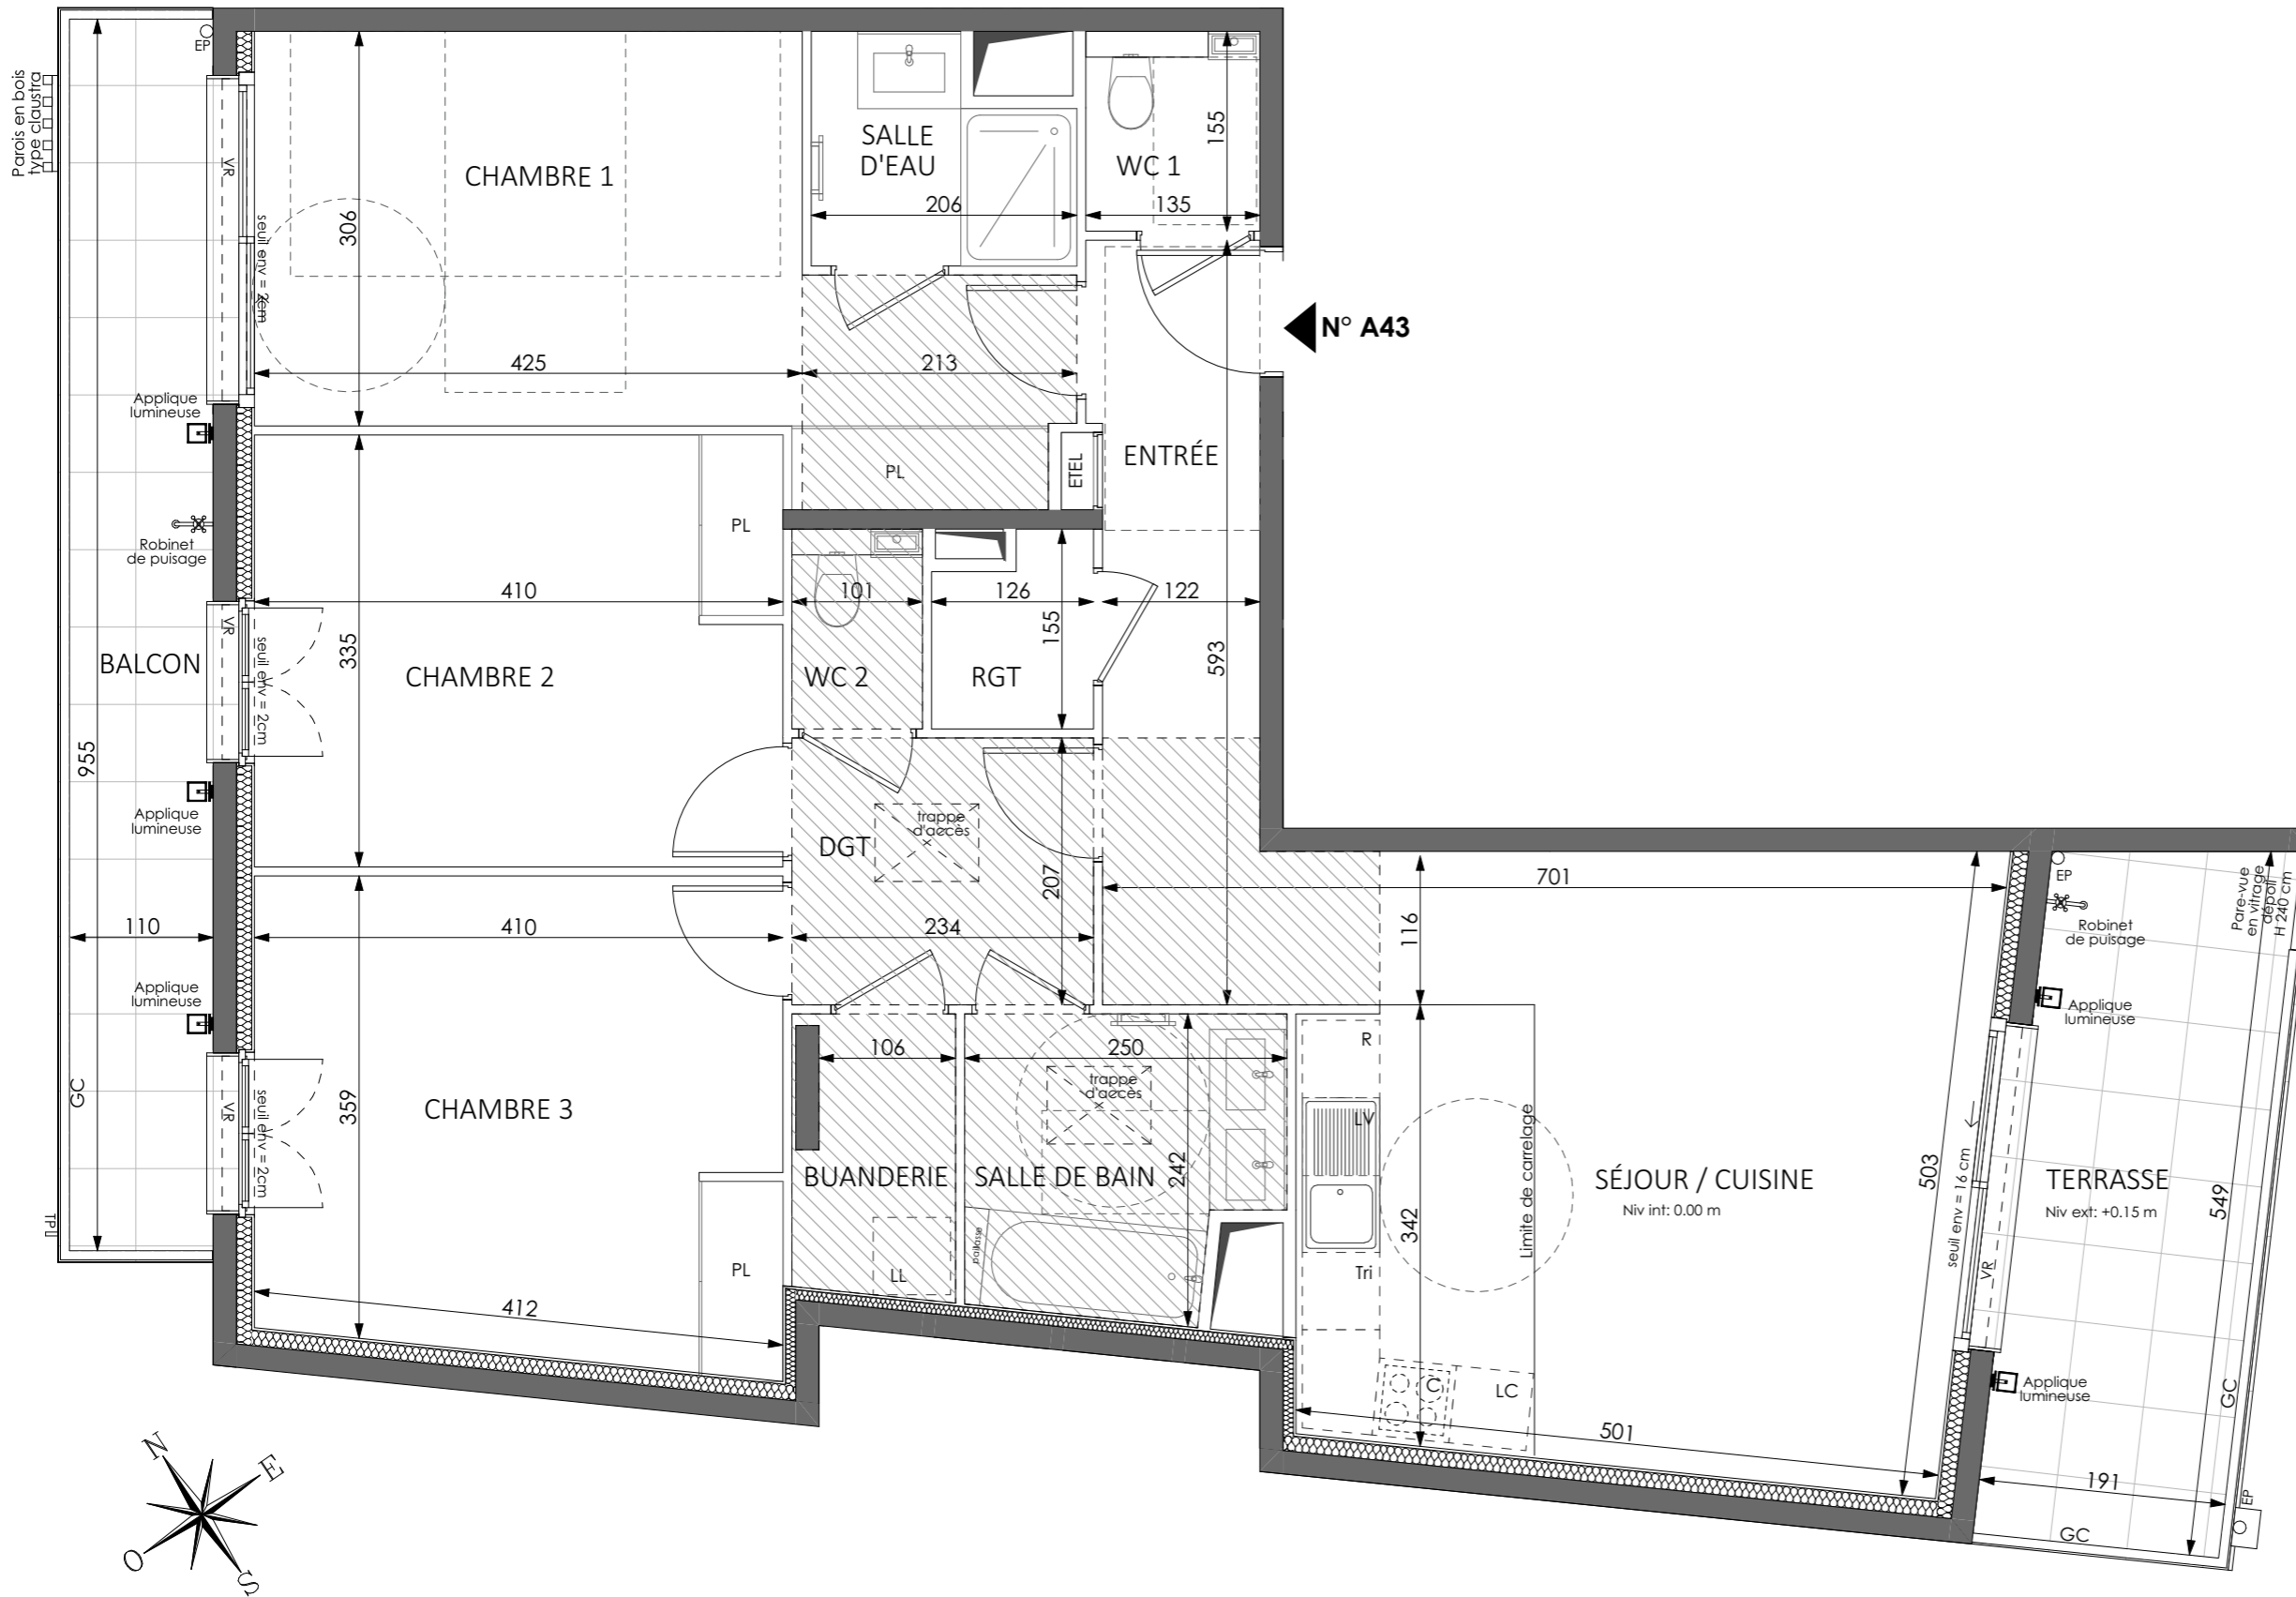 Parois en bois
type claustra
EP
VR
seuil env = 2cm
306
CHAMBRE 1
425
SALLE
D'EAU
206
213
WC 1
155
135
N° A43
ENTRÉE
ETEL
PL
Applique
lumineuse
Robinet
de puisage
BALCON
955
110
VR
seuil env = 2cm
335
410
CHAMBRE 2
PL
101
WC 2
126
155
RGT
122
593
Applique
lumineuse
DGT
trappe
d'accès
207
234
410
Applique
lumineuse
GC
TP
VR
seuil env = 2cm
359
CHAMBRE 3
412
PL
106
BUANDERIE
LL
250
trappe
d'accès
SALLE DE BAIN
242
paillasse
701
116
R
LV
342
Tri
C
LC
Limite de carrelage
SÉJOUR / CUISINE
Niv int: 0.00 m
501
503
seuil env = 16 cm
VR
EP
Robinet
de puisage
Pare-vue
en vitrage
dépoli
H 240 cm
Applique
lumineuse
TERRASSE
Niv ext: +0.15 m
549
Applique
lumineuse
GC
191
GC
EP
N
E
O
S